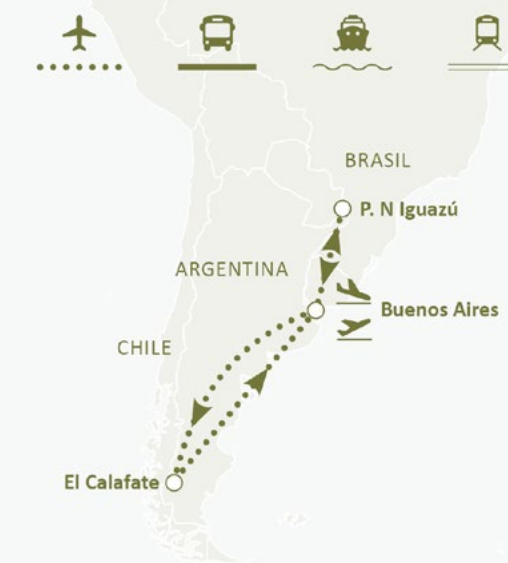 BRASIL
P. N Iguazú
ARGENTINA
Buenos Aires
CHILE
El Calafate